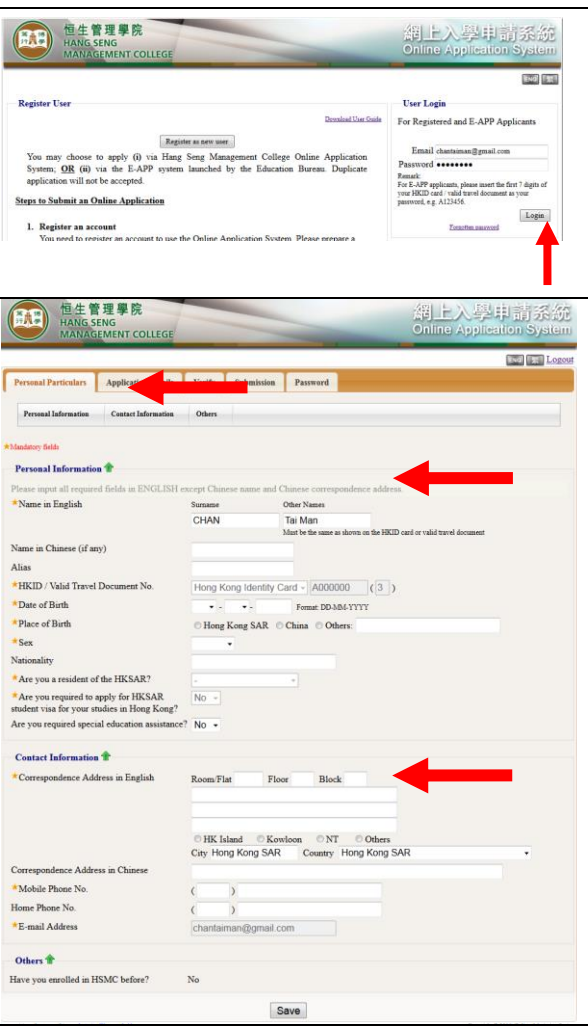 恒生管理學院
HANG SENG
MANAGEMENT COLLEGE
網上入學申請系統
Online Application System
ENG 繁
Register User
Download User Guide
Register as new user
You may choose to apply (i) via Hang Seng Management College Online Application
System; OR (ii) via the E-APP system launched by the Education Bureau. Duplicate
application will not be accepted.
Steps to Submit an Online Application
1. Register an account
You need to register an account to use the Online Application System. Please prepare a
User Login
For Registered and E-APP Applicants
Email chantaiman@gmail.com
Password ••••••••
Remark:
For E-APP applicants, please insert the first 7 digits of
your HKID card / valid travel document as your
password, e.g. A123456.
Login
Forgotten password
恒生管理學院
HANG SENG
MANAGEMENT COLLEGE
網上入學申請系統
Online Application System
ENG 繁 Logout
Personal Particulars Submission Password
Personal Information Contact Information Others
*Mandatory fields
Personal Information
Please input all required fields in ENGLISH except Chinese name and Chinese correspondence address.
*Name in English Surname Other Names
CHAN Tai Man
Must be the same as shown on the HKID card or valid travel document
Name in Chinese (if any)
Alias
*HKID / Valid Travel Document No. Hong Kong Identity Card A000000 ( 3 )
*Date of Birth - - Format: DD-MM-YYYY
*Place of Birth Hong Kong SAR China Others:
*Sex
Nationality
*Are you a resident of the HKSAR? -
*Are you required to apply for HKSAR
student visa for your studies in Hong Kong? No
Are you required special education assistance? No
Contact Information
*Correspondence Address in English Room/Flat Floor Block
HK Island Kowloon NT Others
City Hong Kong SAR Country Hong Kong SAR
Correspondence Address in Chinese
*Mobile Phone No. ( )
Home Phone No. ( )
*E-mail Address chantaiman@gmail.com
Others
Have you enrolled in HSMC before? No
Save